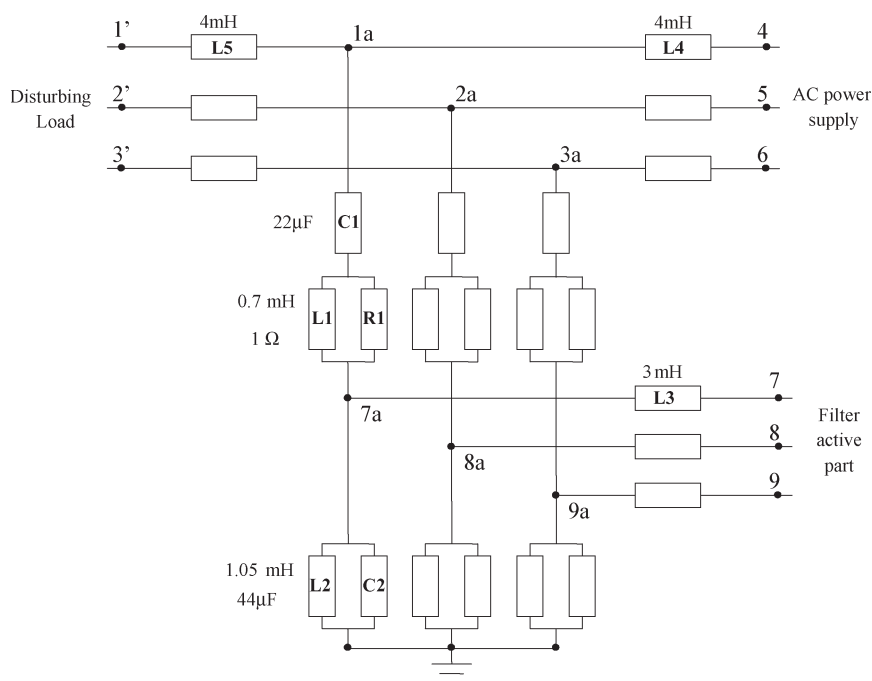 4mH 4mH
1’ L5 1a L4 4
Disturbing Load 2’ 2a 5 AC power supply
3’ 3a 6
22μF C1
0.7 mH L1 R1
1 Ω
3 mH
7a L3 7
8a 8 Filter active part
9a 9
1.05 mH L2 C2
44μF